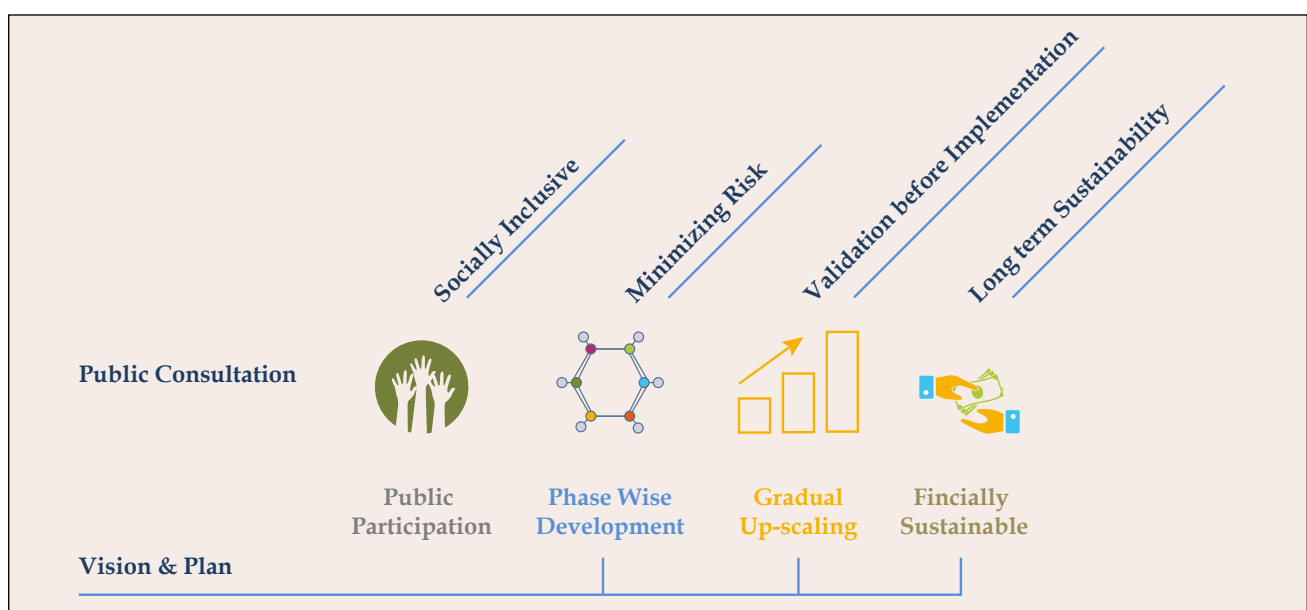 Socially Inclusive
Minimizing Risk
Validation before Implementation
Long term Sustainability
Public Consultation
Public
Participation
Phase Wise
Development
Gradual
Up-scaling
Fincially
Sustainable
Vision & Plan